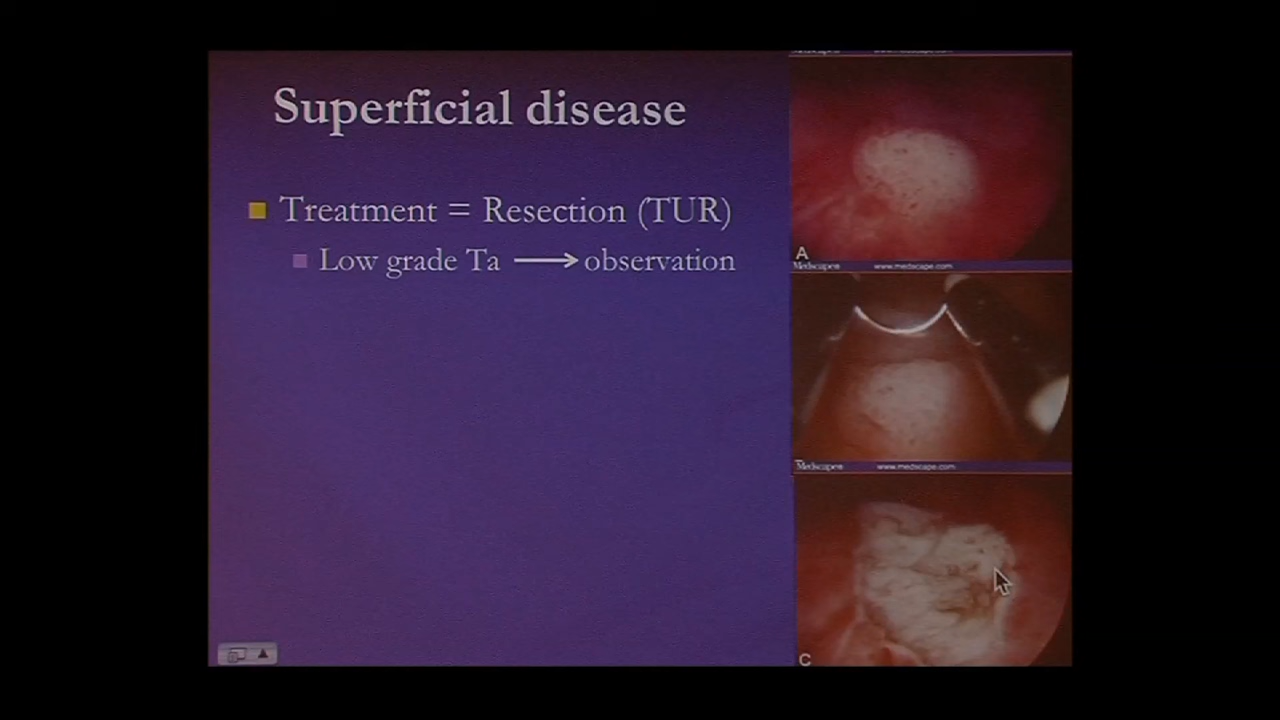 Superficial disease
Treatment = Resection (TUR)
Low grade Ta → observation
A
Medscape® www.medscape.com
Medscape® www.medscape.com
C